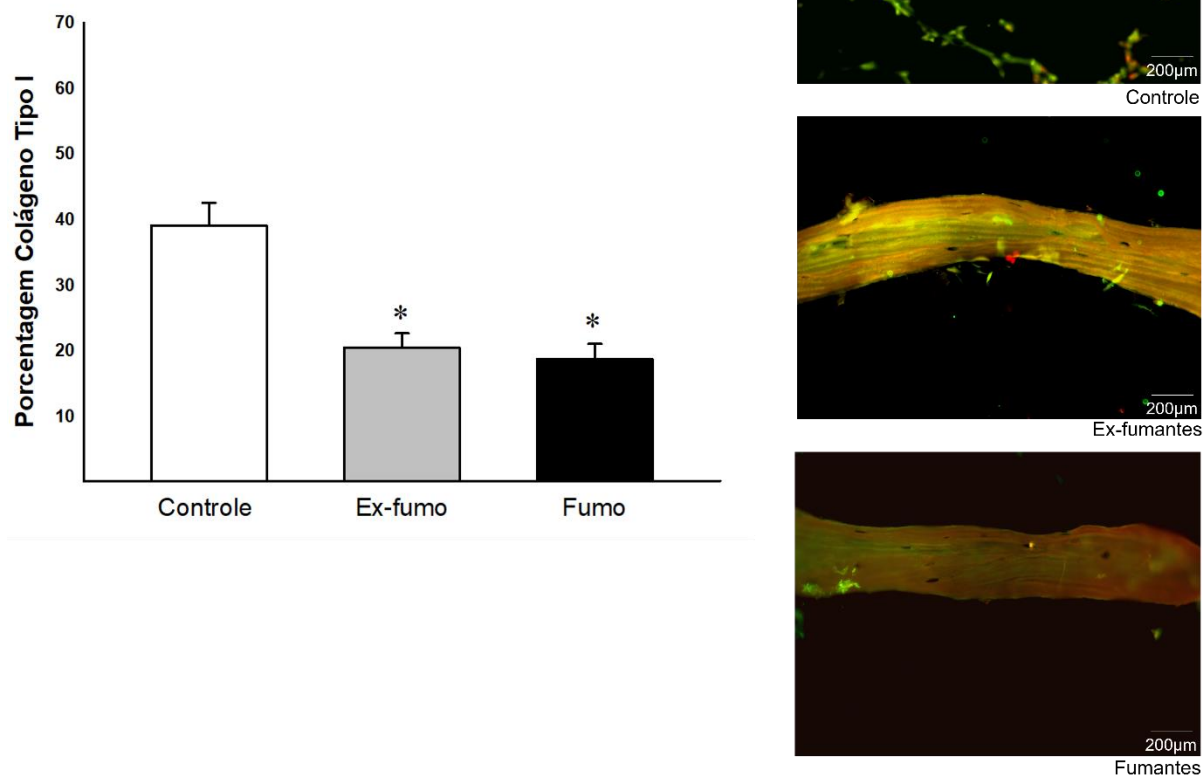 Porcentagem Colágeno Tipo I
70
60
50
40
30
20
10
*
*
Controle
Ex-fumo
Fumo
200µm
Controle
200µm
Ex-fumantes
200µm
Fumantes